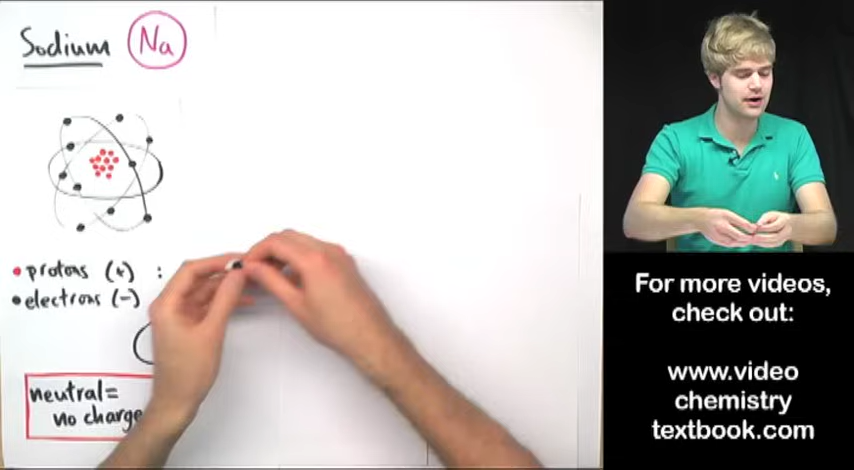 Sodium Na
• protons (+) :
• electrons (-)
neutral =
no charge
For more videos,
check out:
www.video
chemistry
textbook.com